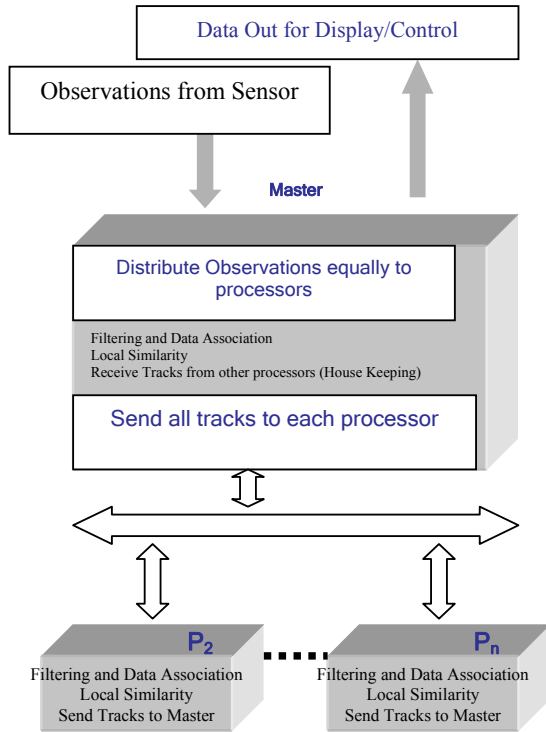 Data Out for Display/Control
Observations from Sensor
Master
Distribute Observations equally to
processors
Filtering and Data Association
Local Similarity
Receive Tracks from other processors (House Keeping)
Send all tracks to each processor
P2
Filtering and Data Association
Local Similarity
Send Tracks to Master
Pn
Filtering and Data Association
Local Similarity
Send Tracks to Master